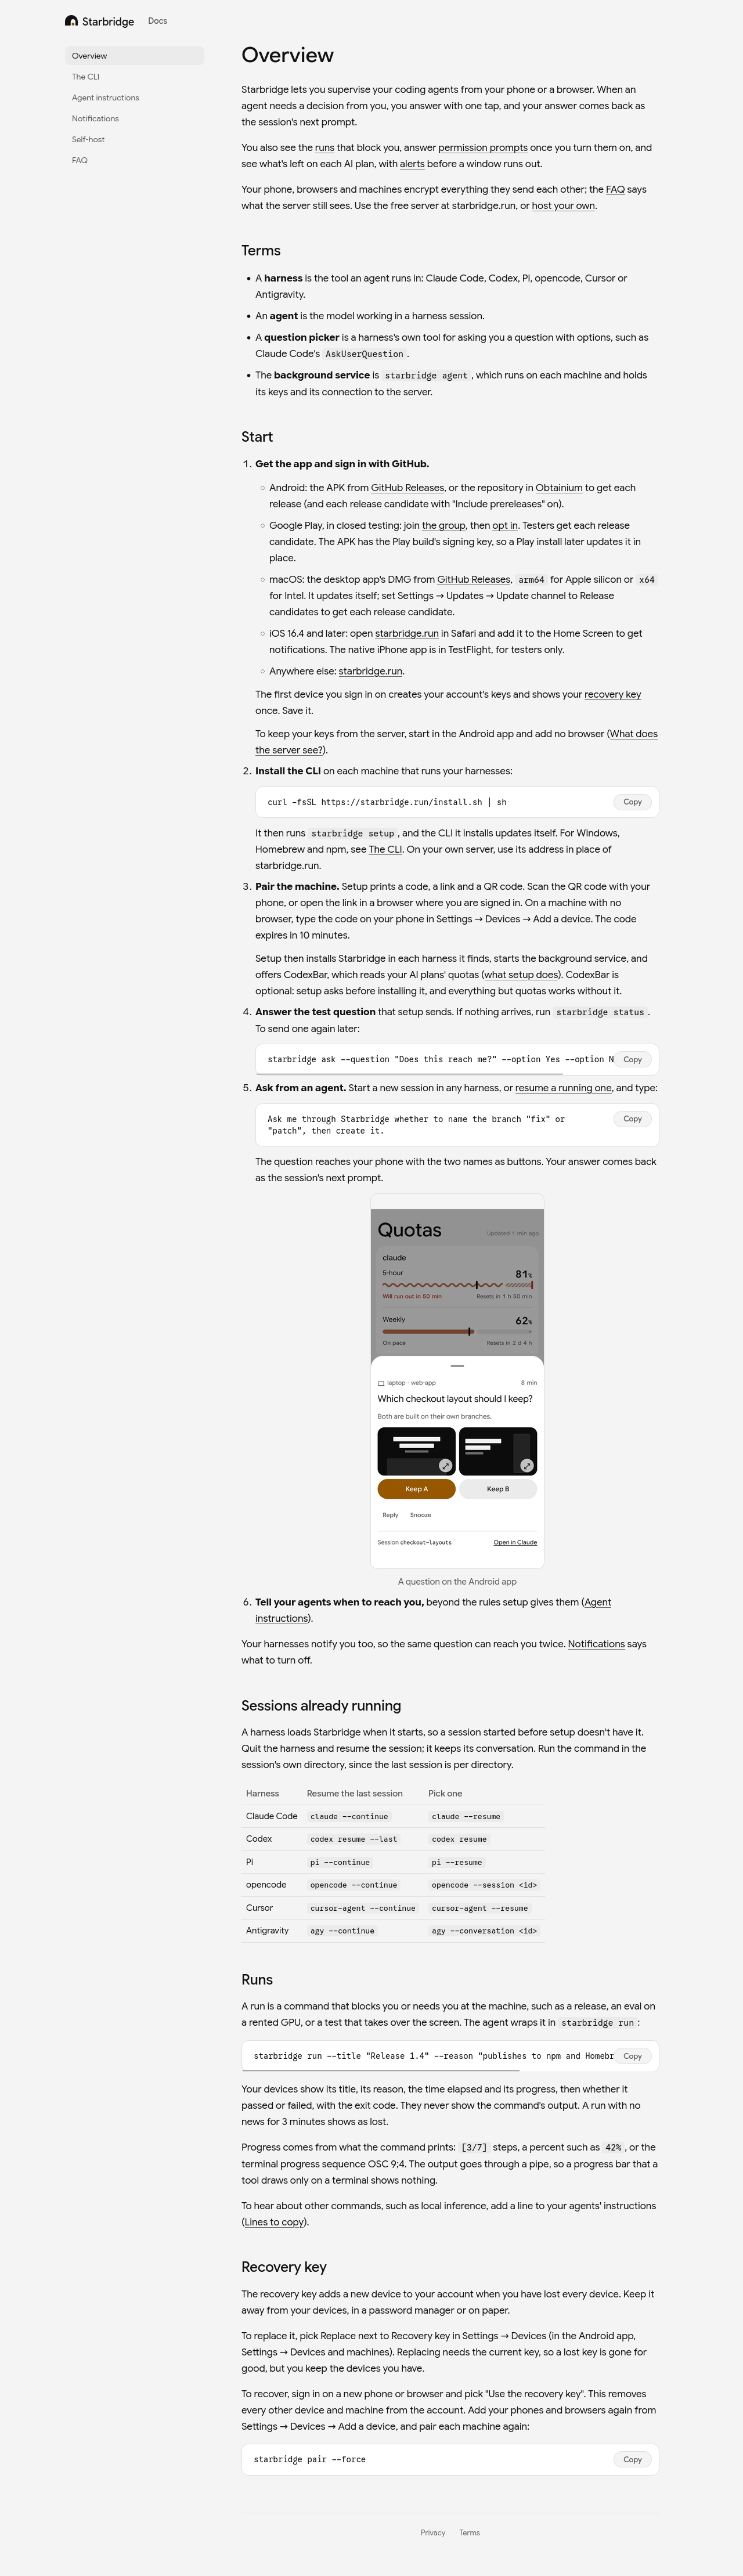 Starbridge Docs
Overview
The CLI
Agent instructions
Notifications
Self-host
FAQ
Overview
Starbridge lets you supervise your coding agents from your phone or a browser. When an
agent needs a decision from you, you answer with one tap, and your answer comes back as
the session's next prompt.
You also see the runs that block you, answer permission prompts once you turn them on, and
see what's left on each AI plan, with alerts before a window runs out.
Your phone, browsers and machines encrypt everything they send each other; the FAQ says
what the server still sees. Use the free server at starbridge.run, or host your own.
Terms
• A harness is the tool an agent runs in: Claude Code, Codex, Pi, opencode, Cursor or
Antigravity.
• An agent is the model working in a harness session.
• A question picker is a harness's own tool for asking you a question with options, such as
Claude Code's AskUserQuestion.
• The background service is starbridge agent, which runs on each machine and holds
its keys and its connection to the server.
Start
1. Get the app and sign in with GitHub.
○ Android: the APK from GitHub Releases, or the repository in Obtainium to get each
release (and each release candidate with "Include prereleases" on).
○ Google Play, in closed testing: join the group, then opt in. Testers get each release
candidate. The APK has the Play build's signing key, so a Play install later updates it in
place.
○ macOS: the desktop app's DMG from GitHub Releases, arm64 for Apple silicon or x64
for Intel. It updates itself; set Settings → Updates → Update channel to Release
candidates to get each release candidate.
○ iOS 16.4 and later: open starbridge.run in Safari and add it to the Home Screen to get
notifications. The native iPhone app is in TestFlight, for testers only.
○ Anywhere else: starbridge.run.
The first device you sign in on creates your account's keys and shows your recovery key
once. Save it.
To keep your keys from the server, start in the Android app and add no browser (What does
the server see?).
2. Install the CLI on each machine that runs your harnesses:
curl -fsSL https://starbridge.run/install.sh | sh
Copy
It then runs starbridge setup, and the CLI it installs updates itself. For Windows,
Homebrew and npm, see The CLI. On your own server, use its address in place of
starbridge.run.
3. Pair the machine. Setup prints a code, a link and a QR code. Scan the QR code with your
phone, or open the link in a browser where you are signed in. On a machine with no
browser, type the code on your phone in Settings → Devices → Add a device. The code
expires in 10 minutes.
Setup then installs Starbridge in each harness it finds, starts the background service, and
offers CodexBar, which reads your AI plans' quotas (what setup does). CodexBar is
optional: setup asks before installing it, and everything but quotas works without it.
4. Answer the test question that setup sends. If nothing arrives, run starbridge status.
To send one again later:
starbridge ask --question "Does this reach me?" --option Yes --option N
Copy
5. Ask from an agent. Start a new session in any harness, or resume a running one, and type:
Ask me through Starbridge whether to name the branch "fix" or
"patch", then create it.
Copy
The question reaches your phone with the two names as buttons. Your answer comes back
as the session's next prompt.
Quotas Updated 1 min ago
claude
5-hour 81%
Will run out in 50 min Resets in 1 h 50 min
Weekly 62%
On pace Resets in 2 d 4 h
laptop · web-app 8 min
Which checkout layout should I keep?
Both are built on their own branches.
Keep A Keep B
Reply Snooze
Session checkout-layouts Open in Claude
A question on the Android app
6. Tell your agents when to reach you, beyond the rules setup gives them (Agent
instructions).
Your harnesses notify you too, so the same question can reach you twice. Notifications says
what to turn off.
Sessions already running
A harness loads Starbridge when it starts, so a session started before setup doesn't have it.
Quit the harness and resume the session; it keeps its conversation. Run the command in the
session's own directory, since the last session is per directory.
Harness Resume the last session Pick one
Claude Code claude --continue claude --resume
Codex codex resume --last codex resume
Pi pi --continue pi --resume
opencode opencode --continue opencode --session <id>
Cursor cursor-agent --continue cursor-agent --resume
Antigravity agy --continue agy --conversation <id>
Runs
A run is a command that blocks you or needs you at the machine, such as a release, an eval on
a rented GPU, or a test that takes over the screen. The agent wraps it in starbridge run:
starbridge run --title "Release 1.4" --reason "publishes to npm and Homebr
Copy
Your devices show its title, its reason, the time elapsed and its progress, then whether it
passed or failed, with the exit code. They never show the command's output. A run with no
news for 3 minutes shows as lost.
Progress comes from what the command prints: [3/7] steps, a percent such as 42%, or the
terminal progress sequence OSC 9;4. The output goes through a pipe, so a progress bar that a
tool draws only on a terminal shows nothing.
To hear about other commands, such as local inference, add a line to your agents' instructions
(Lines to copy).
Recovery key
The recovery key adds a new device to your account when you have lost every device. Keep it
away from your devices, in a password manager or on paper.
To replace it, pick Replace next to Recovery key in Settings → Devices (in the Android app,
Settings → Devices and machines). Replacing needs the current key, so a lost key is gone for
good, but you keep the devices you have.
To recover, sign in on a new phone or browser and pick "Use the recovery key". This removes
every other device and machine from the account. Add your phones and browsers again from
Settings → Devices → Add a device, and pair each machine again:
starbridge pair --force
Copy
Privacy Terms